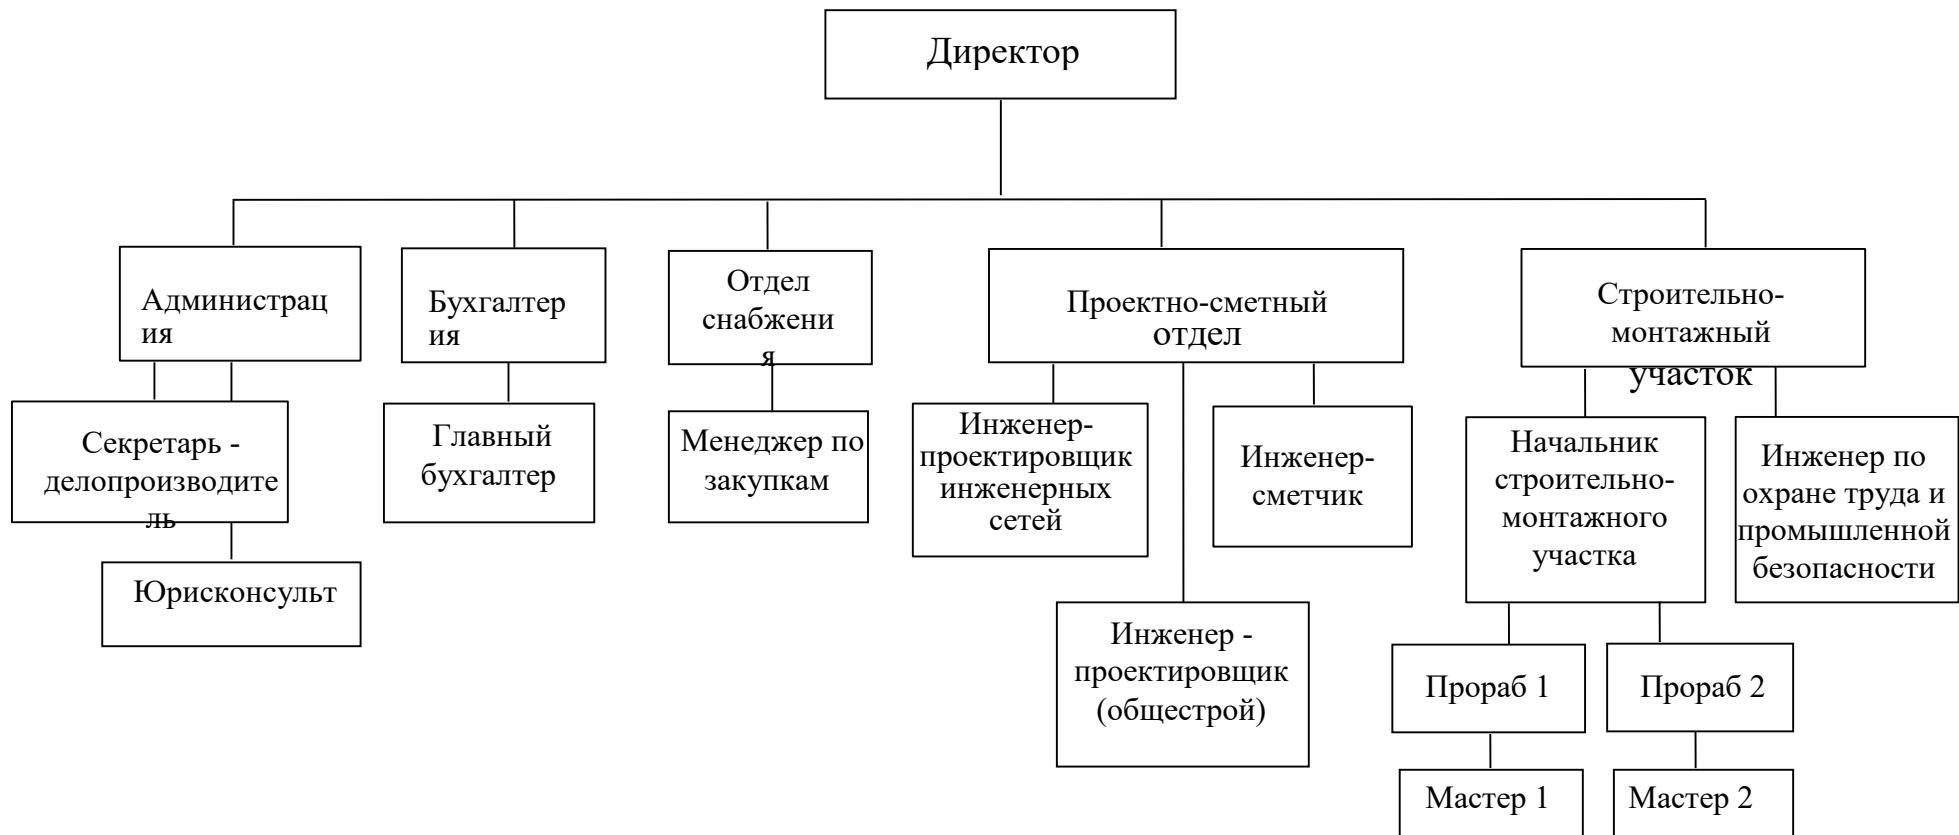 Директор
Администрац
ия
Бухгалтер
ия
Отдел
снабжени
я
Проектно-сметный
отдел
Строительно-
монтажный
участок
Секретарь -
делопроизводите
ль
Главный
бухгалтер
Менеджер по
закупкам
Инженер-
проектировщик
инженерных
сетей
Инженер-
сметчик
Начальник
строительно-
монтажного
участка
Инженер по
охране труда и
промышленной
безопасности
Юрисконсульт
Инженер -
проектировщик
(общестрой)
Прораб 1
Прораб 2
Мастер 1
Мастер 2